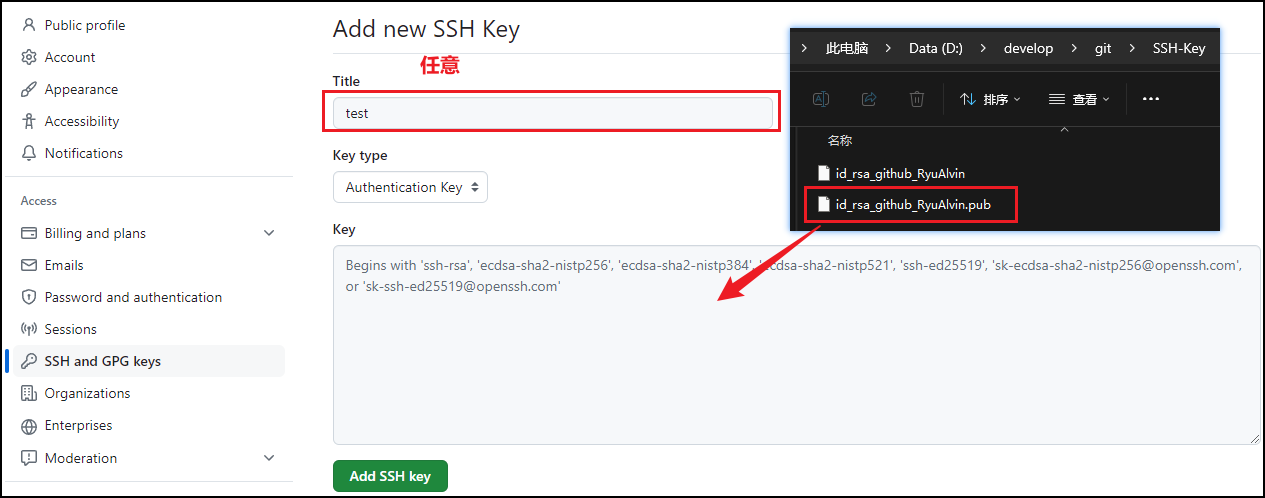 Public profile
Account
Appearance
Accessibility
Notifications
Access
Billing and plans
Emails
Password and authentication
Sessions
SSH and GPG keys
Organizations
Enterprises
Moderation
Add new SSH Key
任意
Title
test
Key type
Authentication Key
Key
Begins with 'ssh-rsa', 'ecdsa-sha2-nistp256', 'ecdsa-sha2-nistp384', 'ecdsa-sha2-nistp521', 'ssh-ed25519', 'sk-ecdsa-sha2-nistp256@openssh.com',
or 'sk-ssh-ed25519@openssh.com'
Add SSH key
此电脑 > Data (D:) > develop > git > SSH-Key
排序 查看
名称
id_rsa_github_RyuAlvin
id_rsa_github_RyuAlvin.pub